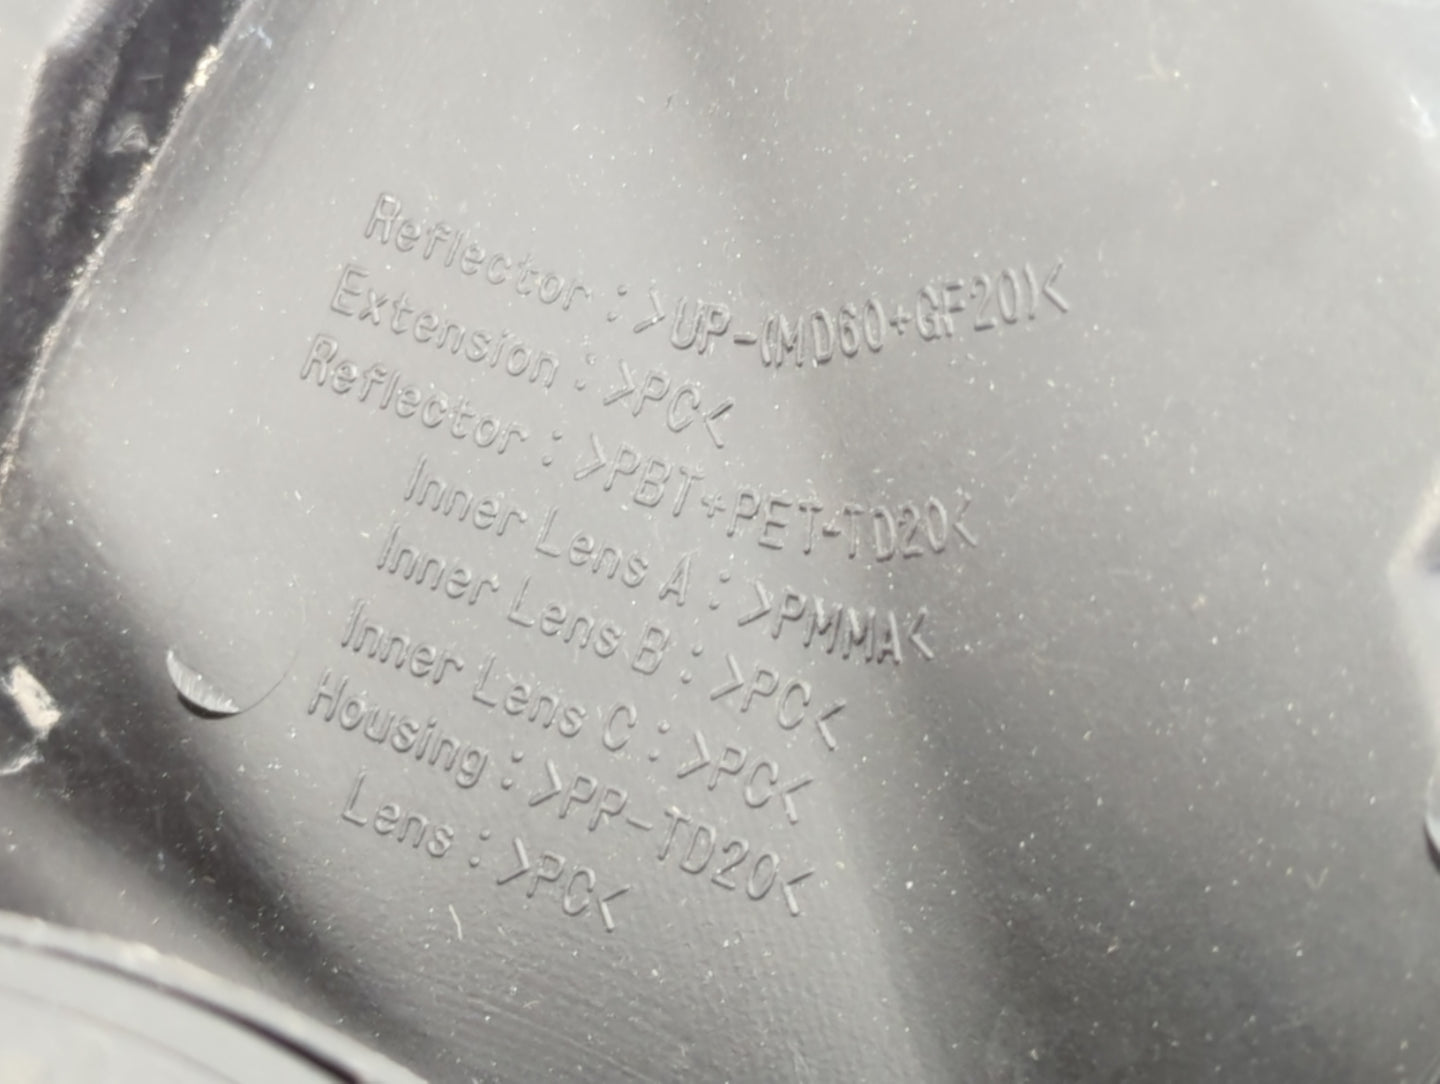 Reflector : >UP-(MD60+GF20)<
Extension : >PC<
Reflector : >PBT+PET-TD20<
Inner Lens A : >PMMA<
Inner Lens B : >PC<
Inner Lens C : >PC<
Housing : >PP-TD20<
Lens : >PC<